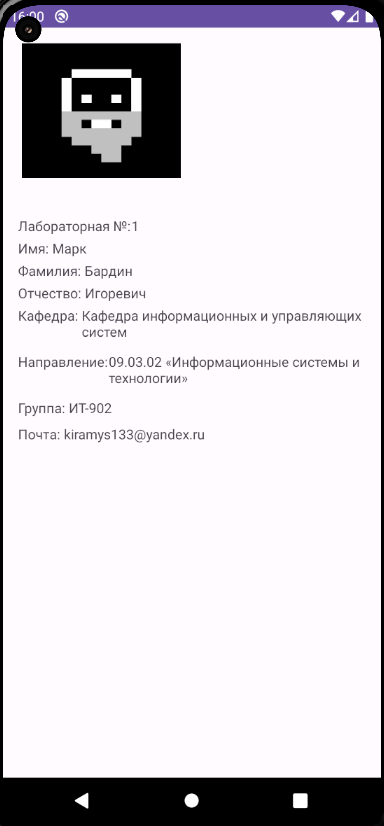 16:00
Лабораторная №:1
Имя: Марк
Фамилия: Бардин
Отчество: Игоревич
Кафедра: Кафедра информационных и управляющих
систем
Направление:09.03.02 «Информационные системы и
технологии»
Группа: ИТ-902
Почта: kiramys133@yandex.ru